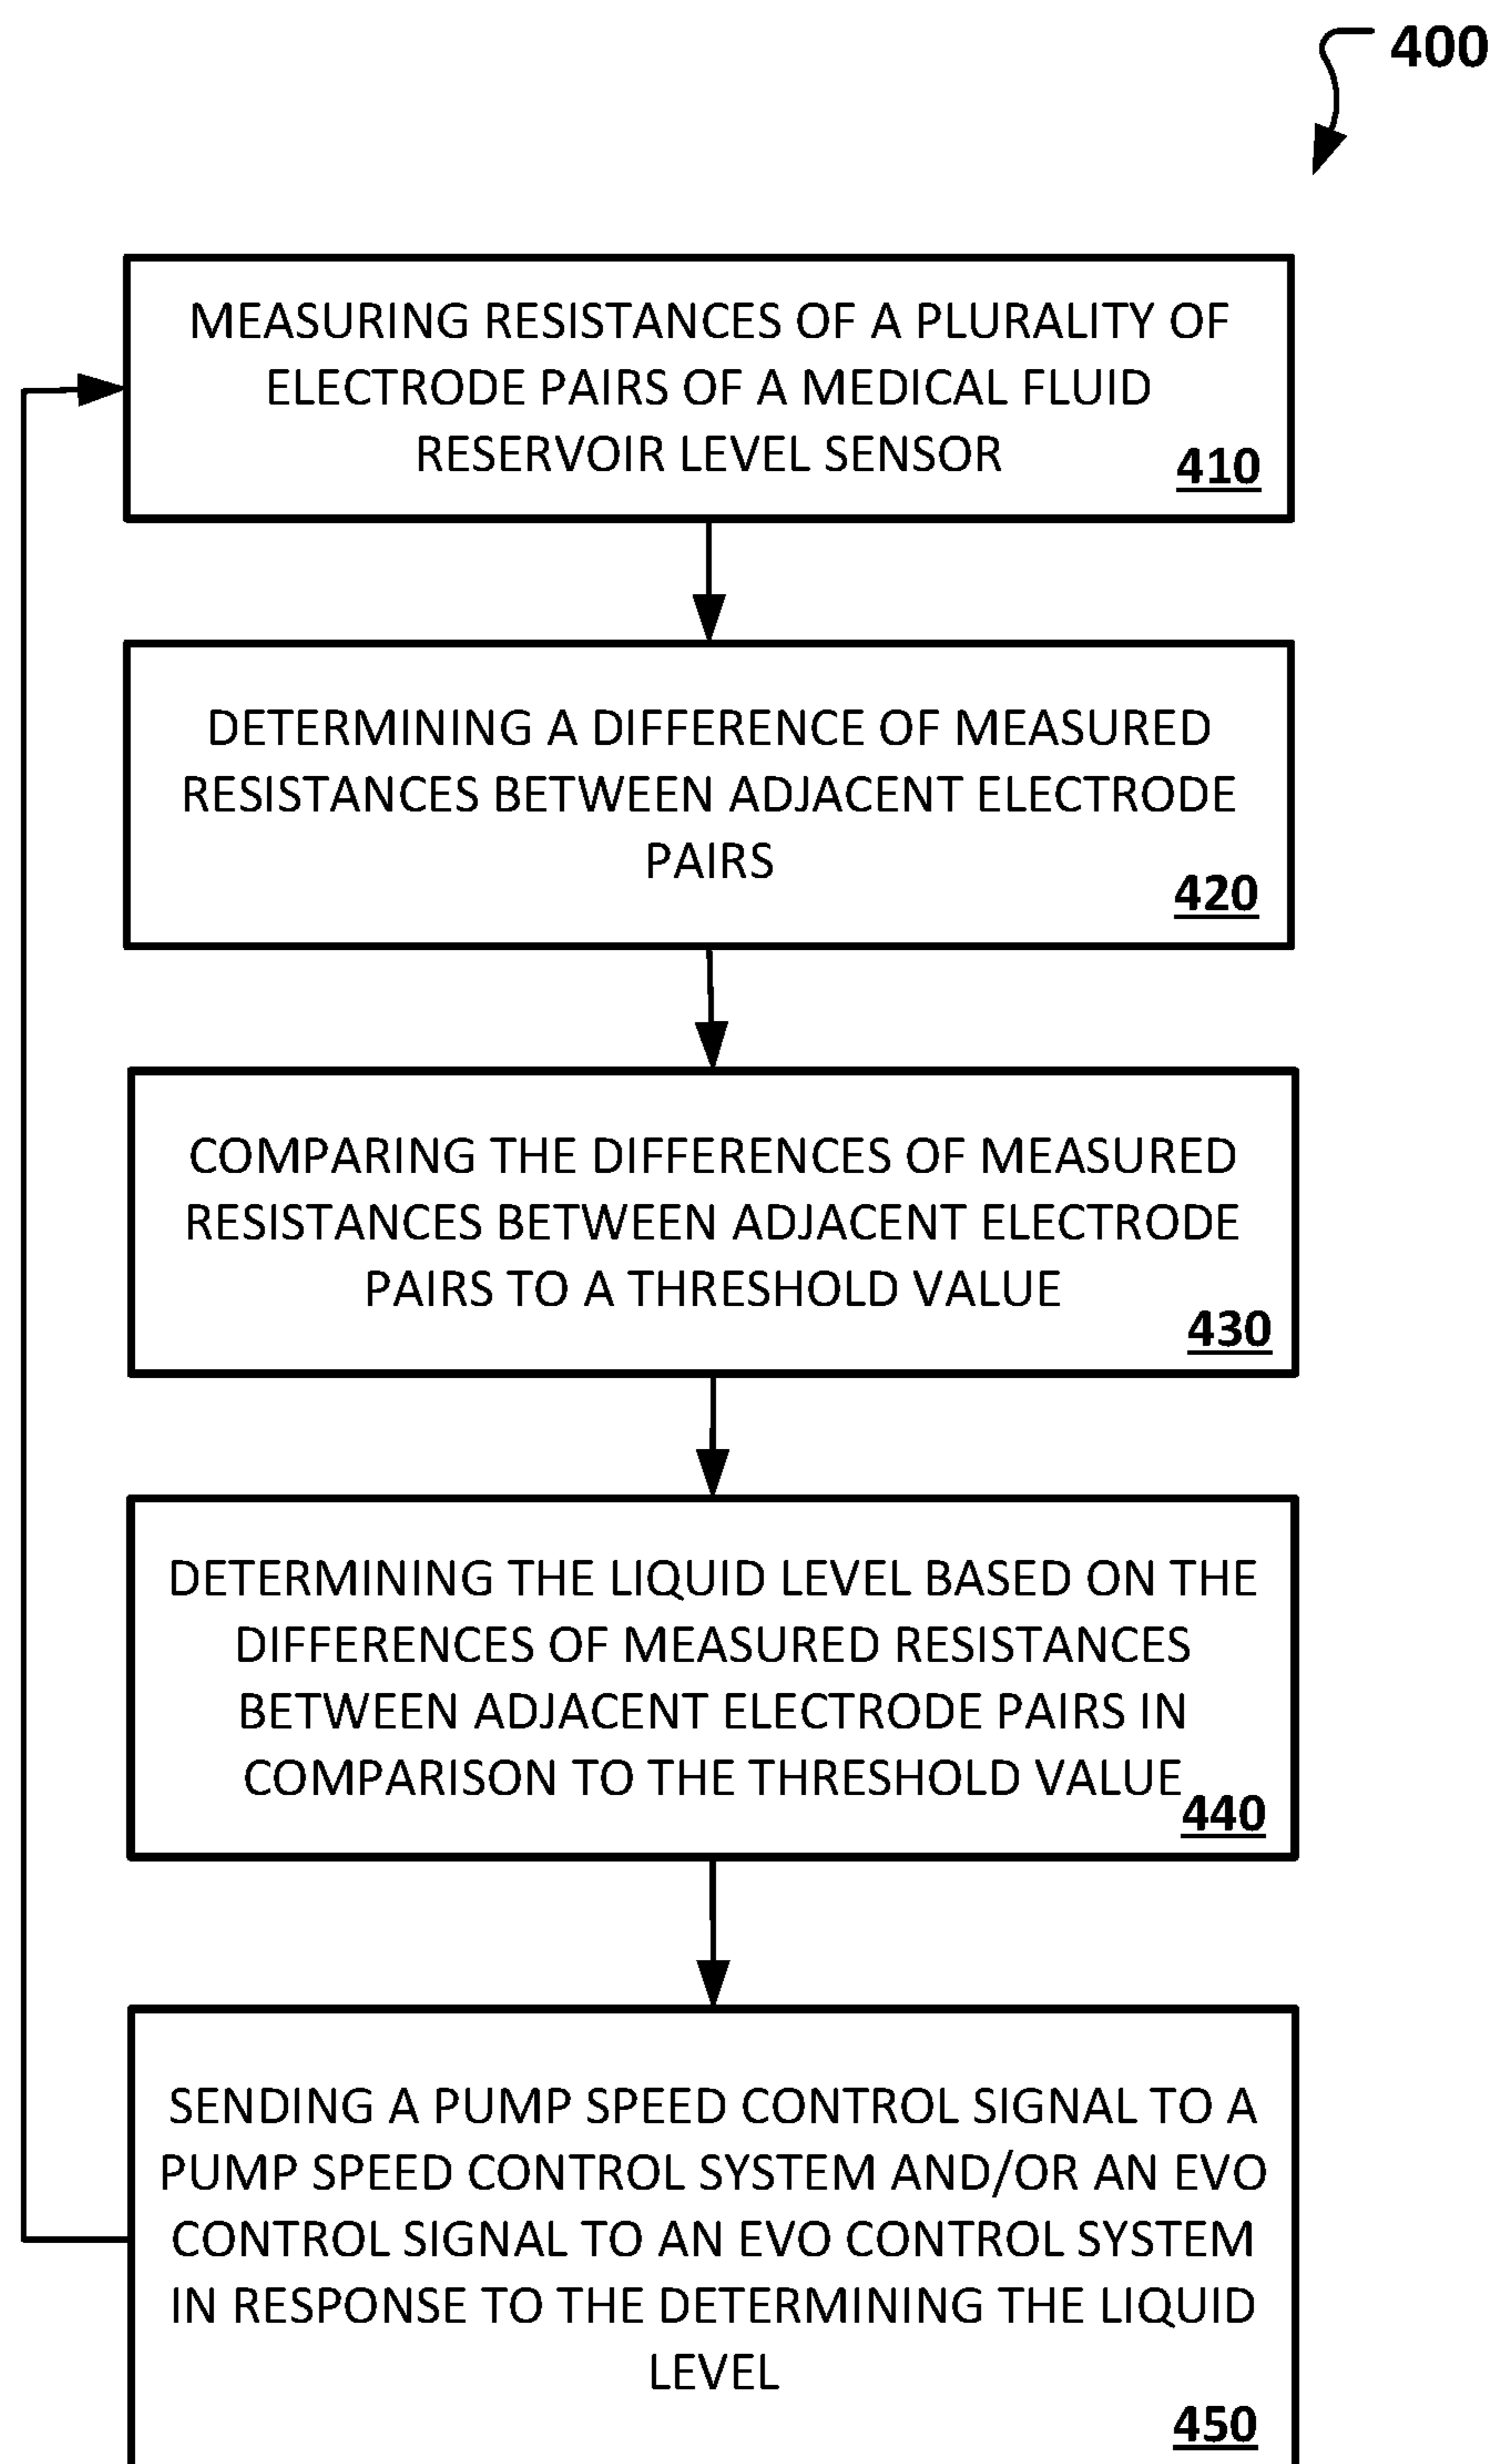 400
MEASURING RESISTANCES OF A PLURALITY OF
ELECTRODE PAIRS OF A MEDICAL FLUID
RESERVOIR LEVEL SENSOR
410
DETERMINING A DIFFERENCE OF MEASURED
RESISTANCES BETWEEN ADJACENT ELECTRODE
PAIRS
420
COMPARING THE DIFFERENCES OF MEASURED
RESISTANCES BETWEEN ADJACENT ELECTRODE
PAIRS TO A THRESHOLD VALUE
430
DETERMINING THE LIQUID LEVEL BASED ON THE
DIFFERENCES OF MEASURED RESISTANCES
BETWEEN ADJACENT ELECTRODE PAIRS IN
COMPARISON TO THE THRESHOLD VALUE
440
SENDING A PUMP SPEED CONTROL SIGNAL TO A
PUMP SPEED CONTROL SYSTEM AND/OR AN EVO
CONTROL SIGNAL TO AN EVO CONTROL SYSTEM
IN RESPONSE TO THE DETERMINING THE LIQUID
LEVEL
450